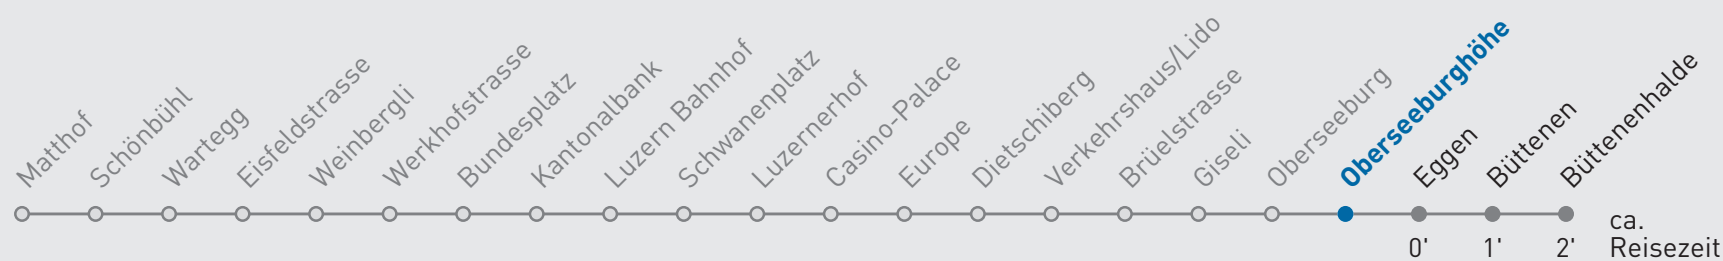 Matthof
Schönbühl
Wartegg
Eisfeldstrasse
Weinbergli
Werkhofstrasse
Bundesplatz
Kantonalbank
Luzern Bahnhof
Schwanenplatz
Luzernerhof
Casino-Palace
Europe
Dietschiberg
Verkehrshaus/Lido
Brüelstrasse
Giseli
Oberseeburg
Oberseeburghöhe
Eggen
Büttenen
Büttenenhalde
ca.
0' 1' 2' Reisezeit